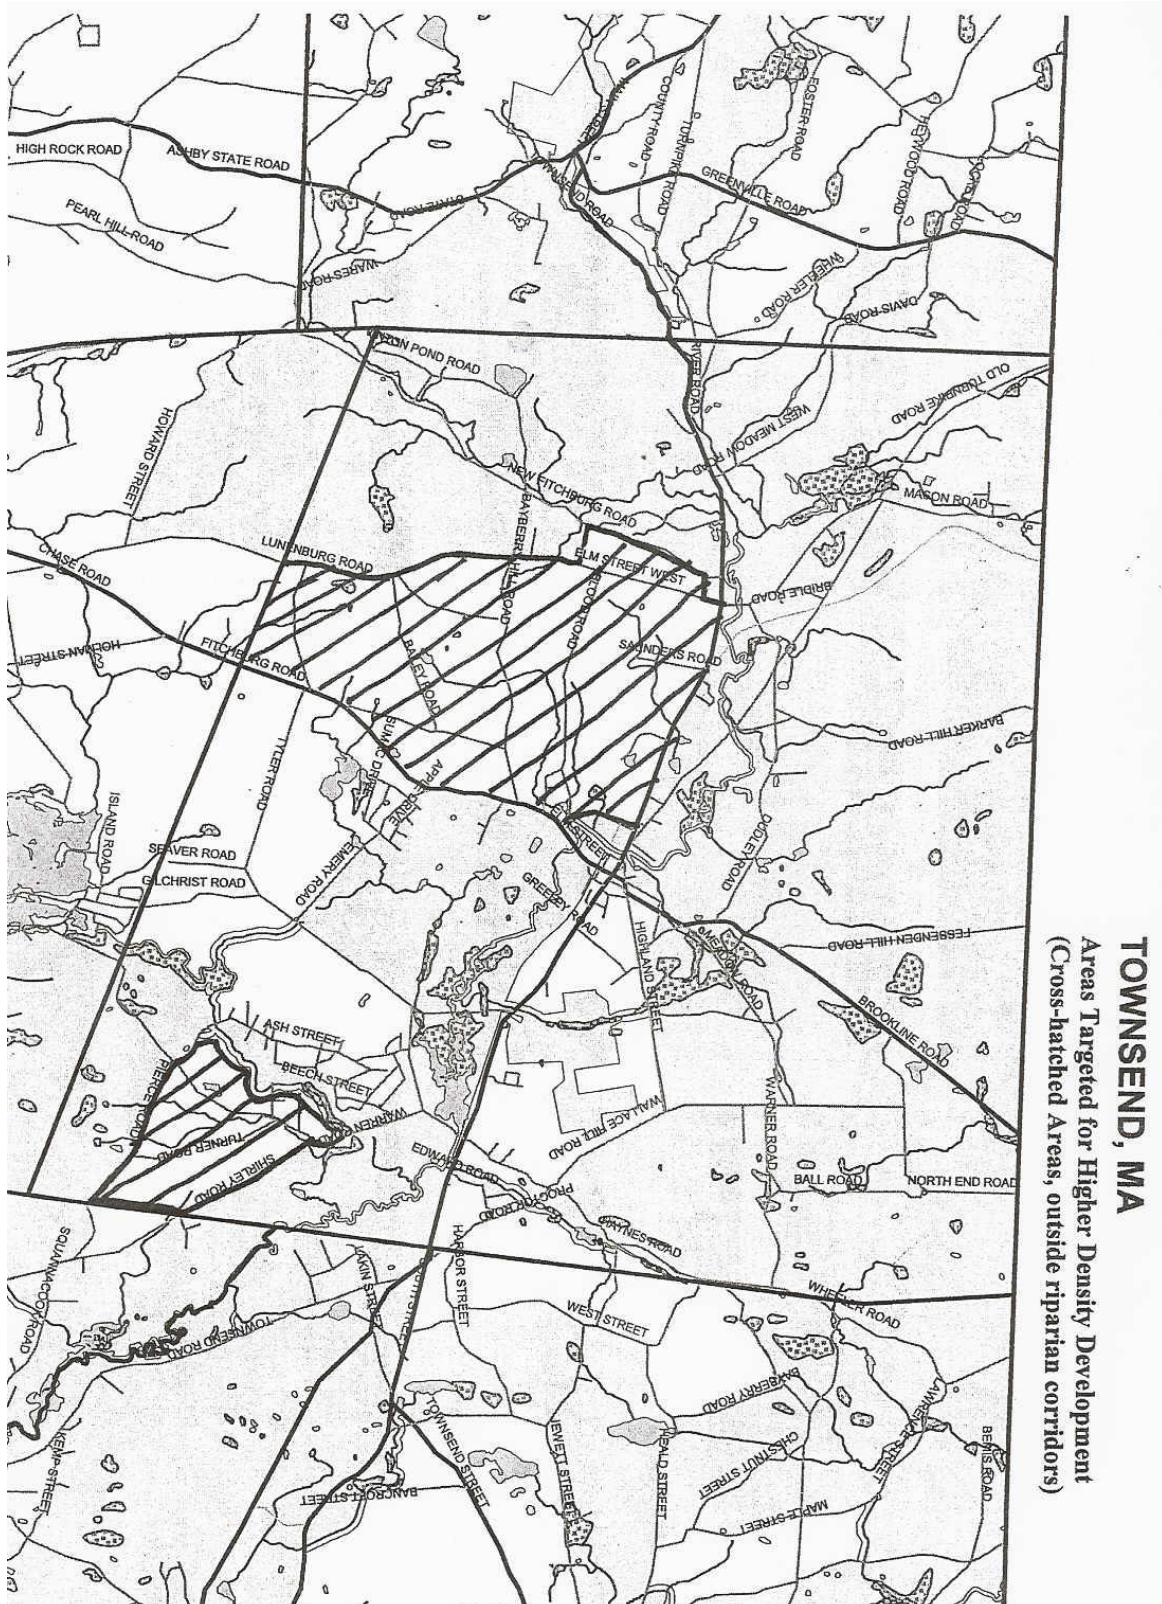 TOWNSEND, MA
Areas Targeted for Higher Density Development
(Cross-hatched Areas, outside riparian corridors)
HIGH ROCK ROAD
ASHBY STATE ROAD
PEARL HILL ROAD
STATE ROAD
WARES ROAD
COUNTY ROAD
TURNPIKE ROAD
FOSTER ROAD
HEYWOOD ROAD
GREENVILLE ROAD
WHEELER ROAD
DAVIS ROAD
RIVER ROAD
OLD TURNPIKE ROAD
WEST MEADOW ROAD
MASON ROAD
HOWARD STREET
NEW FITCHBURG ROAD
BAYBERRY HILL ROAD
LUNENBURG ROAD
ELM STREET WEST
BRIDLE ROAD
CHASE ROAD
FITCHBURG ROAD
BAILEY ROAD
SAUNDERS ROAD
BARKER HILL ROAD
TYLER ROAD
SUMAC DRIVE
APPLE DRIVE
ISLAND ROAD
SEAVER ROAD
GILCHRIST ROAD
EMERY ROAD
DUDLEY ROAD
GREELEY ROAD
HIGHLAND STREET
FESSENDEN HILL ROAD
BROOKLINE ROAD
ASH STREET
BEECH STREET
PIERCE ROAD
TURNER ROAD
WARREN ROAD
SHIRLEY ROAD
WALLACE HILL ROAD
WARNER ROAD
EDWARD ROAD
PROCTOR ROAD
HAYNES ROAD
BALL ROAD
NORTH END ROAD
SQUANNACOOK ROAD
TOWNSEND ROAD
HARBOR STREET
WEST STREET
WHEELER ROAD
BAYBERRY ROAD
LAWRENCE STREET
BEMIS ROAD
CHESTNUT STREET
MAPLE STREET
HEALD STREET
JEWETT STREET
TOWNSEND STREET
BANCROFT STREET
KEMP STREET